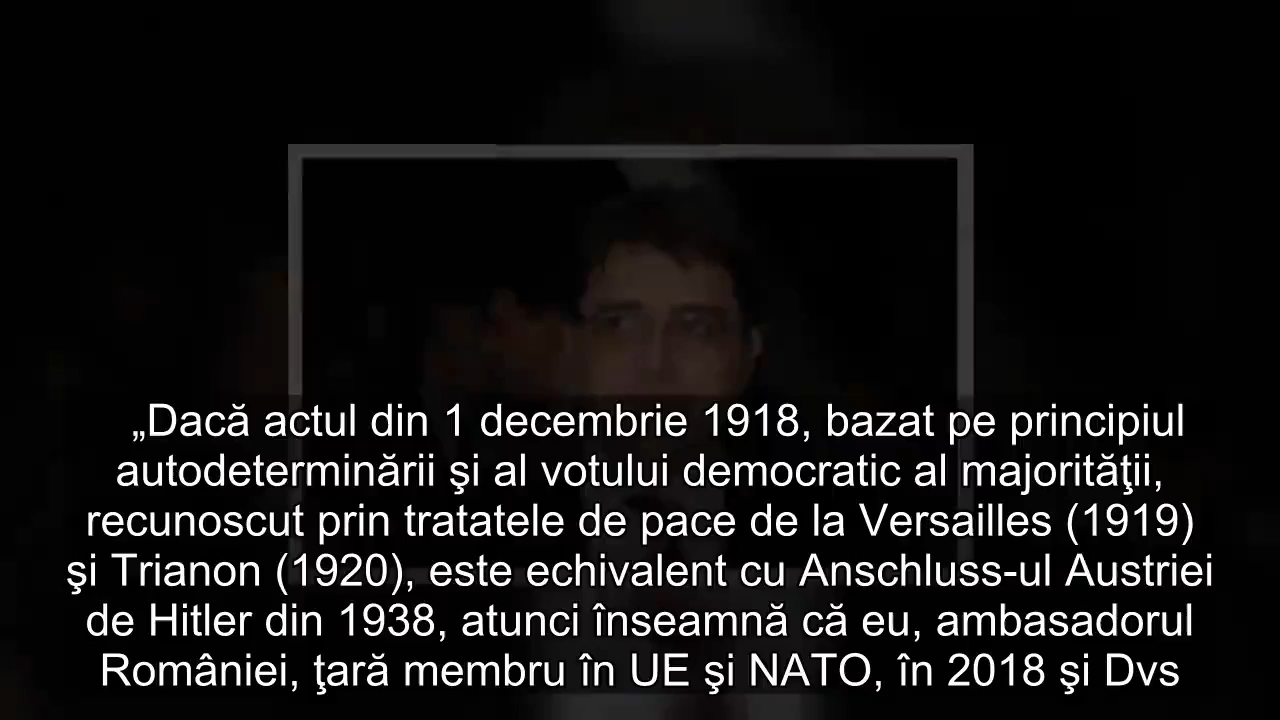 „Dacă actul din 1 decembrie 1918, bazat pe principiul
autodeterminării şi al votului democratic al majorităţii,
recunoscut prin tratatele de pace de la Versailles (1919)
şi Trianon (1920), este echivalent cu Anschluss-ul Austriei
de Hitler din 1938, atunci înseamnă că eu, ambasadorul
României, ţară membru în UE şi NATO, în 2018 şi Dvs